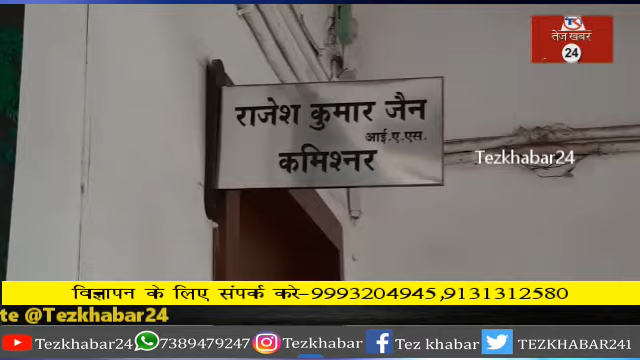 तेज खबर
24
राजेश कुमार जैन
आई.ए.एस.
कमिश्नर
Tezkhabar24
विज्ञापन के लिए संपर्क करे-9993204945,9131312580
te @Tezkhabar24
Tezkhabar24 7389479247 Tez_khabar Tez khabar TEZKHABAR241